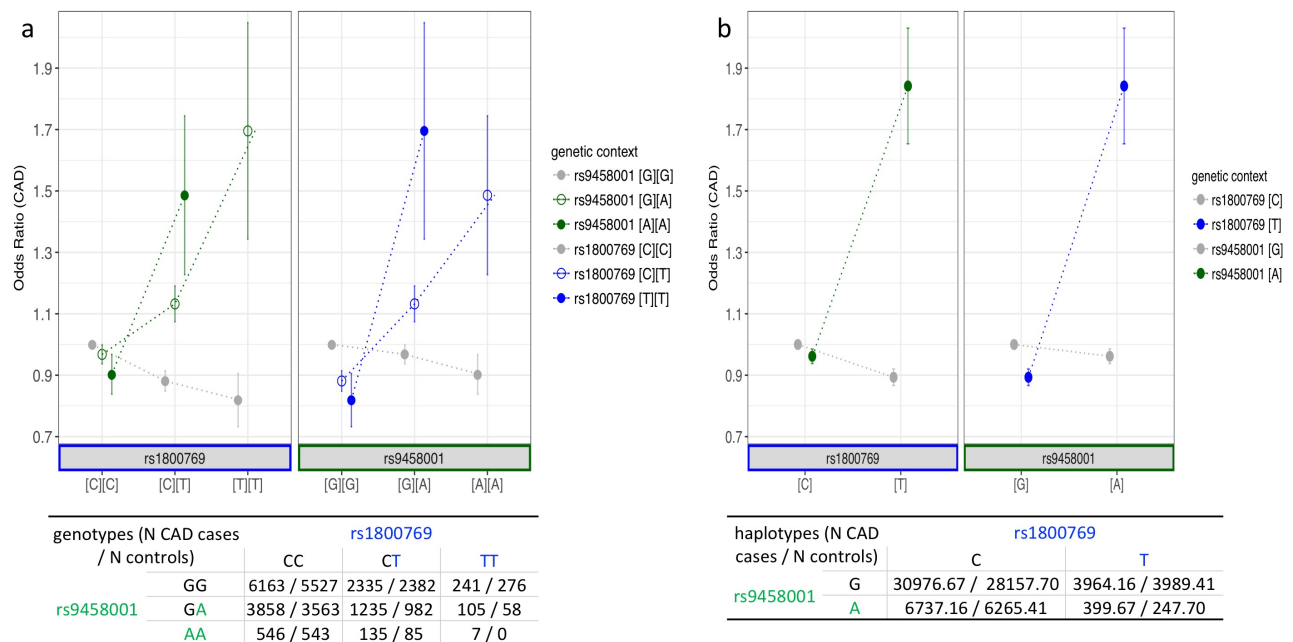 a
Odds Ratio (CAD)
1.9
1.7
1.5
1.3
1.1
0.9
0.7
rs1800769
rs9458001
[C][C] [C][T] [T][T]
[G][G] [G][A] [A][A]
genetic context
rs9458001 [G][G]
rs9458001 [G][A]
rs9458001 [A][A]
rs1800769 [C][C]
rs1800769 [C][T]
rs1800769 [T][T]
genotypes (N CAD cases / N controls)
rs1800769
CC CT TT
rs9458001
GG 6163 / 5527 2335 / 2382 241 / 276
GA 3858 / 3563 1235 / 982 105 / 58
AA 546 / 543 135 / 85 7 / 0
b
Odds Ratio (CAD)
1.9
1.7
1.5
1.3
1.1
0.9
0.7
rs1800769
rs9458001
[C] [T]
[G] [A]
genetic context
rs1800769 [C]
rs1800769 [T]
rs9458001 [G]
rs9458001 [A]
haplotypes (N CAD cases / N controls)
rs1800769
C T
rs9458001
G 30976.67 / 28157.70 3964.16 / 3989.41
A 6737.16 / 6265.41 399.67 / 247.70